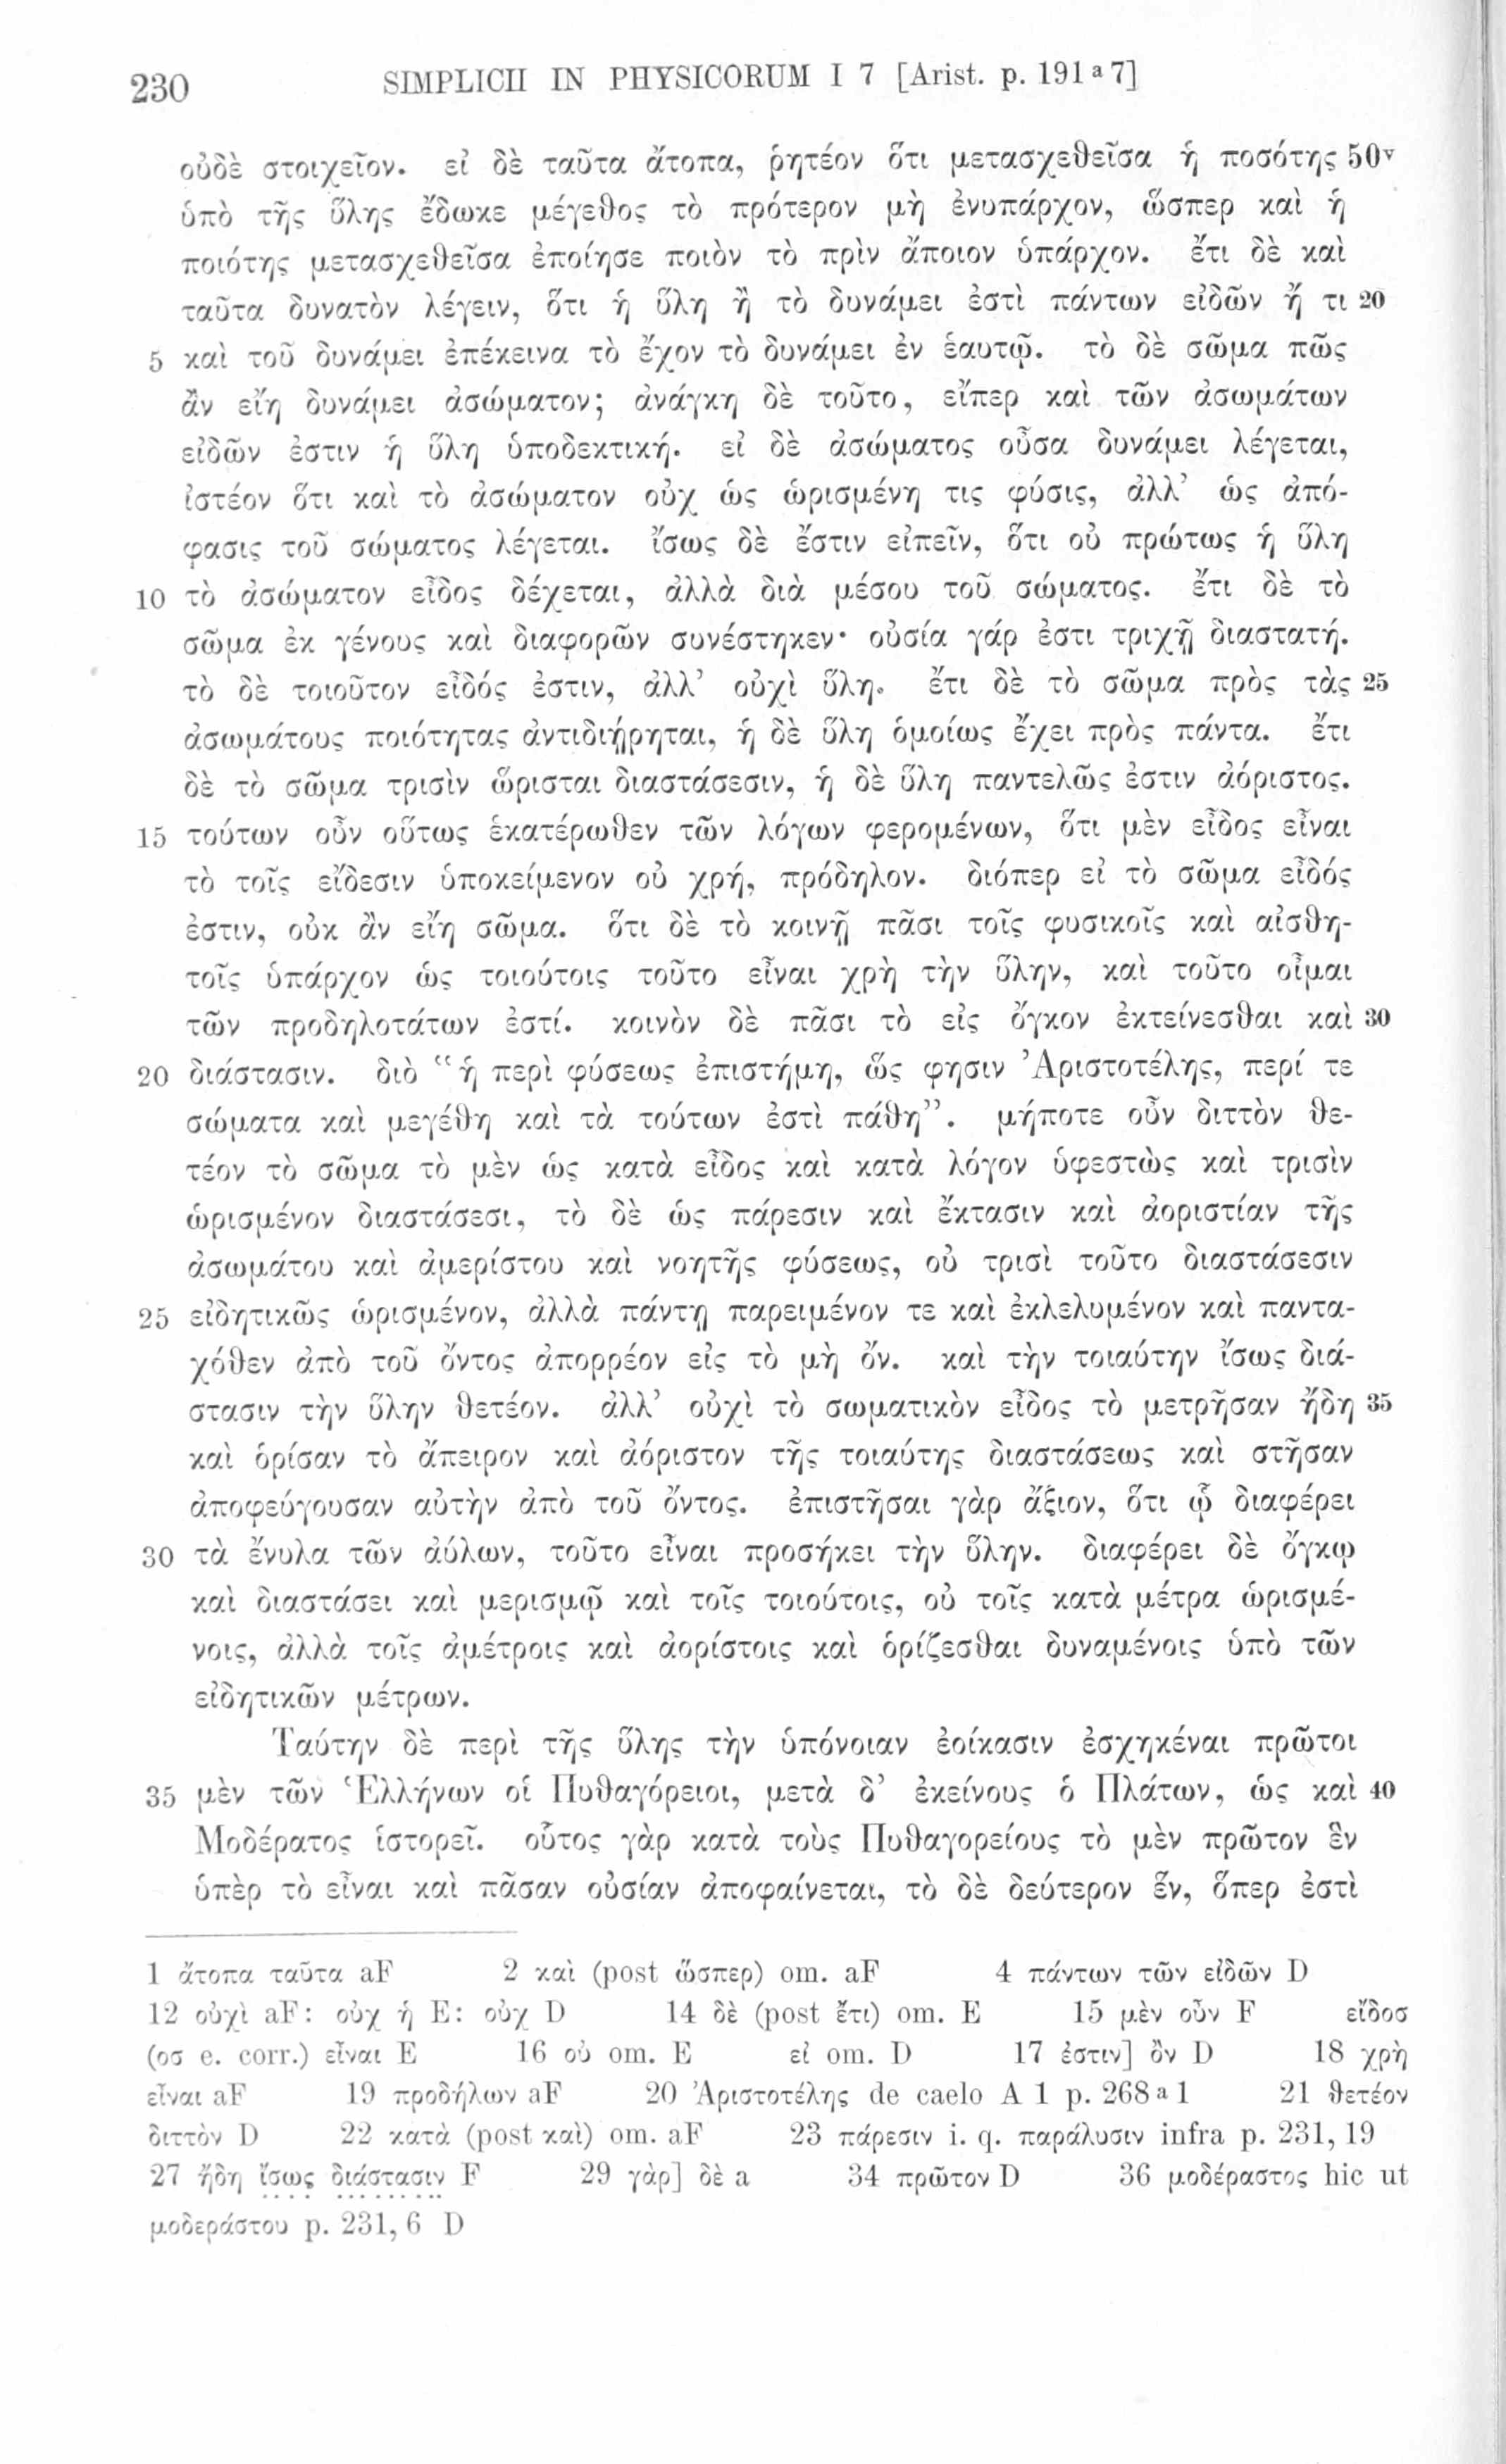 230 SIMPLICII IN PHYSICORUM I 7 [Arist. p. 191 a 7]
οὐδὲ στοιχεῖον. εἰ δὲ ταῦτα ἄτοπα, ῥητέον ὅτι μετασχεθεῖσα ἡ ποσότης 50v
ὑπὸ τῆς ὕλης ἔδωκε μέγεθος τὸ πρότερον μὴ ἐνυπάρχον, ὥσπερ καὶ ἡ
ποιότης μετασχεθεῖσα ἐποίησε ποιὸν τὸ πρὶν ἄποιον ὑπάρχον. ἔτι δὲ καὶ
ταῦτα δυνατὸν λέγειν, ὅτι ἡ ὕλη ἢ τὸ δυνάμει ἐστὶ πάντων εἰδῶν ἤ τι 20
5 καὶ τοῦ δυνάμει ἐπέκεινα τὸ ἔχον τὸ δυνάμει ἐν ἑαυτῷ. τὸ δὲ σῶμα πῶς
ἂν εἴη δυνάμει ἀσώματον; ἀνάγκη δὲ τοῦτο, εἴπερ καὶ τῶν ἀσωμάτων
εἰδῶν ἐστιν ἡ ὕλη ὑποδεκτική. εἰ δὲ ἀσώματος οὖσα δυνάμει λέγεται,
ἰστέον ὅτι καὶ τὸ ἀσώματον οὐχ ὡς ὡρισμένη τις φύσις, ἀλλ’ ὡς ἀπό-
φασις τοῦ σώματος λέγεται. ἴσως δὲ ἔστιν εἰπεῖν, ὅτι οὐ πρώτως ἡ ὕλη
10 τὸ ἀσώματον εἶδος δέχεται, ἀλλὰ διὰ μέσου τοῦ σώματος. ἔτι δὲ τὸ
σῶμα ἐκ γένους καὶ διαφορῶν συνέστηκεν· οὐσία γάρ ἐστι τριχῇ διαστατή.
τὸ δὲ τοιοῦτον εἶδός ἐστιν, ἀλλ’ οὐχὶ ὕλη. ἔτι δὲ τὸ σῶμα πρὸς τὰς 25
ἀσωμάτους ποιότητας ἀντιδιῄρηται, ἡ δὲ ὕλη ὁμοίως ἔχει πρὸς πάντα. ἔτι
δὲ τὸ σῶμα τρισὶν ὥρισται διαστάσεσιν, ἡ δὲ ὕλη παντελῶς ἐστιν ἀόριστος.
15 τούτων οὖν οὕτως ἑκατέρωθεν τῶν λόγων φερομένων, ὅτι μὲν εἶδος εἶναι
τὸ τοῖς εἴδεσιν ὑποκείμενον οὐ χρή, πρόδηλον. διόπερ εἰ τὸ σῶμα εἶδός
ἐστιν, οὐκ ἂν εἴη σῶμα. ὅτι δὲ τὸ κοινῇ πᾶσι τοῖς φυσικοῖς καὶ αἰσθη-
τοῖς ὑπάρχον ὡς τοιούτοις τοῦτο εἶναι χρὴ τὴν ὕλην, καὶ τοῦτο οἶμαι
τῶν προδηλοτάτων ἐστί. κοινὸν δὲ πᾶσι τὸ εἰς ὄγκον ἐκτείνεσθαι καὶ 30
20 διάστασιν. διὸ “ἡ περὶ φύσεως ἐπιστήμη, ὥς φησιν Ἀριστοτέλης, περί τε
σώματα καὶ μεγέθη καὶ τὰ τούτων ἐστὶ πάθη”. μήποτε οὖν διττὸν θε-
τέον τὸ σῶμα τὸ μὲν ὡς κατὰ εἶδος καὶ κατὰ λόγον ὑφεστὼς καὶ τρισὶν
ὡρισμένον διαστάσεσι, τὸ δὲ ὡς πάρεσιν καὶ ἔκτασιν καὶ ἀοριστίαν τῆς
ἀσωμάτου καὶ ἀμερίστου καὶ νοητῆς φύσεως, οὐ τρισὶ τοῦτο διαστάσεσιν
25 εἰδητικῶς ὡρισμένον, ἀλλὰ πάντῃ παρειμένον τε καὶ ἐκλελυμένον καὶ παντα-
χόθεν ἀπὸ τοῦ ὄντος ἀπορρέον εἰς τὸ μὴ ὄν. καὶ τὴν τοιαύτην ἴσως διά-
στασιν τὴν ὕλην θετέον. ἀλλ’ οὐχὶ τὸ σωματικὸν εἶδος τὸ μετρῆσαν ἤδη 35
καὶ ὁρίσαν τὸ ἄπειρον καὶ ἀόριστον τῆς τοιαύτης διαστάσεως καὶ στῆσαν
ἀποφεύγουσαν αὐτὴν ἀπὸ τοῦ ὄντος. ἐπιστῆσαι γὰρ ἄξιον, ὅτι ᾧ διαφέρει
30 τὰ ἔνυλα τῶν ἀύλων, τοῦτο εἶναι προσήκει τὴν ὕλην. διαφέρει δὲ ὄγκῳ
καὶ διαστάσει καὶ μερισμῷ καὶ τοῖς τοιούτοις, οὐ τοῖς κατὰ μέτρα ὡρισμέ-
νοις, ἀλλὰ τοῖς ἀμέτροις καὶ ἀορίστοις καὶ ὁρίζεσθαι δυναμένοις ὑπὸ τῶν
εἰδητικῶν μέτρων.
Ταύτην δὲ περὶ τῆς ὕλης τὴν ὑπόνοιαν ἐοίκασιν ἐσχηκέναι πρῶτοι
35 μὲν τῶν Ἑλλήνων οἱ Πυθαγόρειοι, μετὰ δ’ ἐκείνους ὁ Πλάτων, ὡς καὶ 40
Μοδέρατος ἱστορεῖ. οὗτος γὰρ κατὰ τοὺς Πυθαγορείους τὸ μὲν πρῶτον ἓν
ὑπὲρ τὸ εἶναι καὶ πᾶσαν οὐσίαν ἀποφαίνεται, τὸ δὲ δεύτερον ἕν, ὅπερ ἐστὶ
1 ἄτοπα ταῦτα aF 2 καὶ (post ὥσπερ) om. aF 4 πάντων τῶν εἰδῶν D
12 οὐχὶ aF: οὐχ ἡ E: οὐχ D 14 δὲ (post ἔτι) om. E 15 μὲν οὖν F εἴδοσ
(οσ e. corr.) εἶναι E 16 οὐ om. E εἰ om. D 17 ἐστιν] ὂν D 18 χρὴ
εἶναι aF 19 προδήλων aF 20 Ἀριστοτέλης de caelo A 1 p. 268 a 1 21 θετέον
διττὸν D 22 κατὰ (post καὶ) om. aF 23 πάρεσιν i. q. παράλυσιν infra p. 231, 19
27 ἤδη ἴσως διάστασιν F 29 γὰρ] δὲ a 34 πρῶτον D 36 μοδέραστος hic ut
μοδεράστου p. 231, 6 D